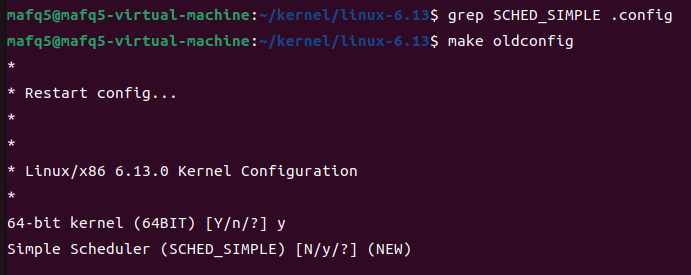 mafq5@mafq5-virtual-machine:~/kernel/linux-6.13$ grep SCHED_SIMPLE .config
mafq5@mafq5-virtual-machine:~/kernel/linux-6.13$ make oldconfig
*
* Restart config...
*
*
* Linux/x86 6.13.0 Kernel Configuration
*
64-bit kernel (64BIT) [Y/n/?] y
Simple Scheduler (SCHED_SIMPLE) [N/y/?] (NEW)